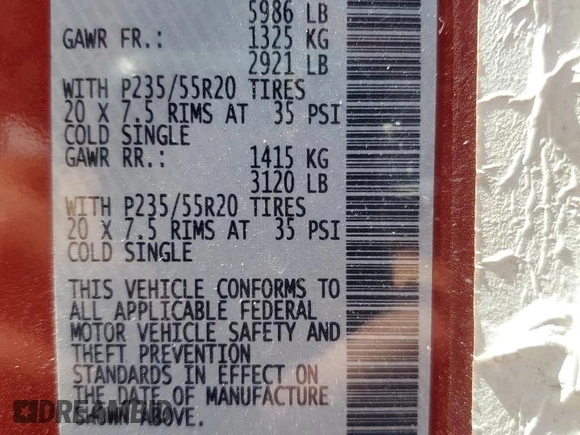 5986 LB
GAWR FR.: 1325 KG
2921 LB
WITH P235/55R20 TIRES
20 X 7.5 RIMS AT 35 PSI
COLD SINGLE
GAWR RR.: 1415 KG
3120 LB
WITH P235/55R20 TIRES
20 X 7.5 RIMS AT 35 PSI
COLD SINGLE
THIS VEHICLE CONFORMS TO
ALL APPLICABLE FEDERAL
MOTOR VEHICLE SAFETY AND
THEFT PREVENTION
STANDARDS IN EFFECT ON
THE DATE OF MANUFACTURE
SHOWN ABOVE.
DREAMBID